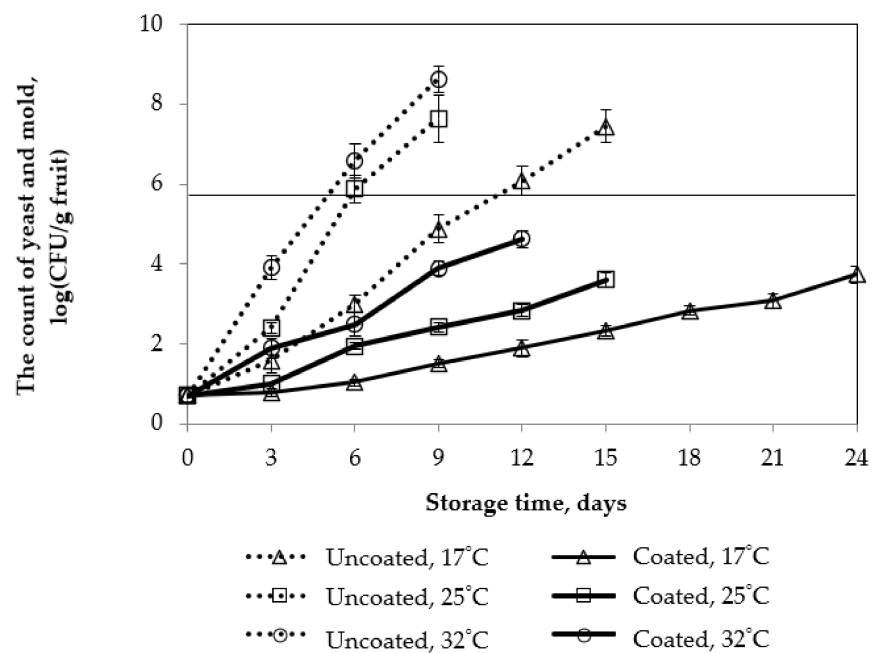 The count of yeast and mold,
log(CFU/g fruit)
10
8
6
4
2
0
0 3 6 9 12 15 18 21 24
Storage time, days
Uncoated, 17°C Coated, 17°C
Uncoated, 25°C Coated, 25°C
Uncoated, 32°C Coated, 32°C